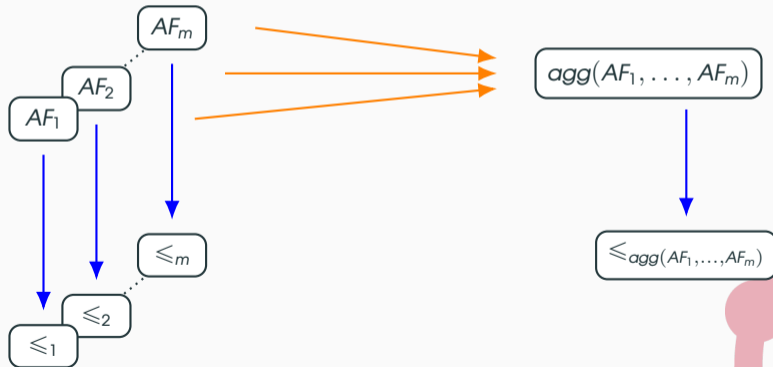 AFₘ
AF₂
AF₁
agg(AF₁, . . . , AFₘ)
⩽ₘ
⩽₂
⩽₁
⩽agg(AF₁,...,AFₘ)